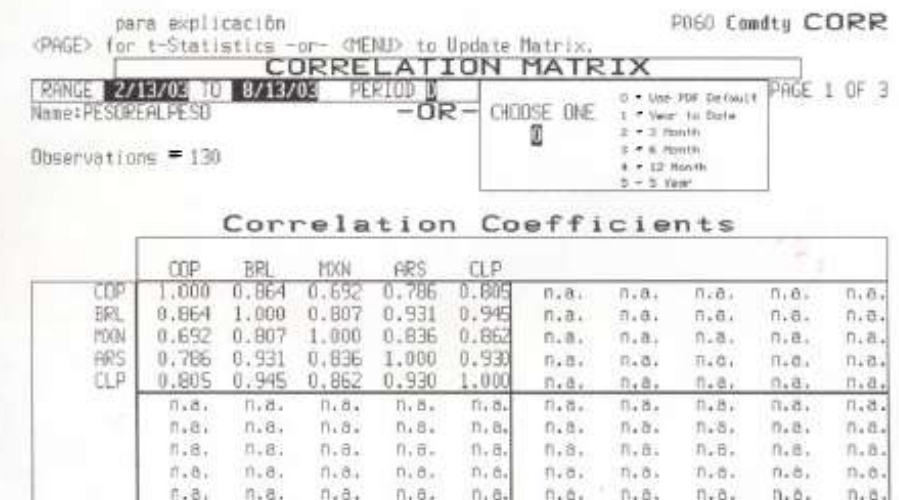 para explicación P060 Comdty CORR
<PAGE> for t-Statistics -or- <MENU> to Update Matrix.
CORRELATION MATRIX
RANGE 2/13/03 TO 8/13/03 PERIOD D PAGE 1 OF 3
Name:PESOREALPESO -OR- CHOOSE ONE
0
0 - Use PDF Default
1 - Year to Date
2 - 3 Month
3 - 6 Month
4 - 12 Month
5 - 5 Year
Observations = 130
Correlation Coefficients
COP BRL MXN ARS CLP
COP 1.000 0.864 0.692 0.786 0.805 n.a. n.a. n.a. n.a. n.a.
BRL 0.864 1.000 0.807 0.931 0.945 n.a. n.a. n.a. n.a. n.a.
MXN 0.692 0.807 1.000 0.836 0.862 n.a. n.a. n.a. n.a. n.a.
ARS 0.786 0.931 0.836 1.000 0.930 n.a. n.a. n.a. n.a. n.a.
CLP 0.805 0.945 0.862 0.930 1.000 n.a. n.a. n.a. n.a. n.a.
n.a. n.a. n.a. n.a. n.a. n.a. n.a. n.a. n.a. n.a.
n.a. n.a. n.a. n.a. n.a. n.a. n.a. n.a. n.a. n.a.
n.a. n.a. n.a. n.a. n.a. n.a. n.a. n.a. n.a. n.a.
n.a. n.a. n.a. n.a. n.a. n.a. n.a. n.a. n.a. n.a.
n.a. n.a. n.a. n.a. n.a. n.a. n.a. n.a. n.a. n.a.